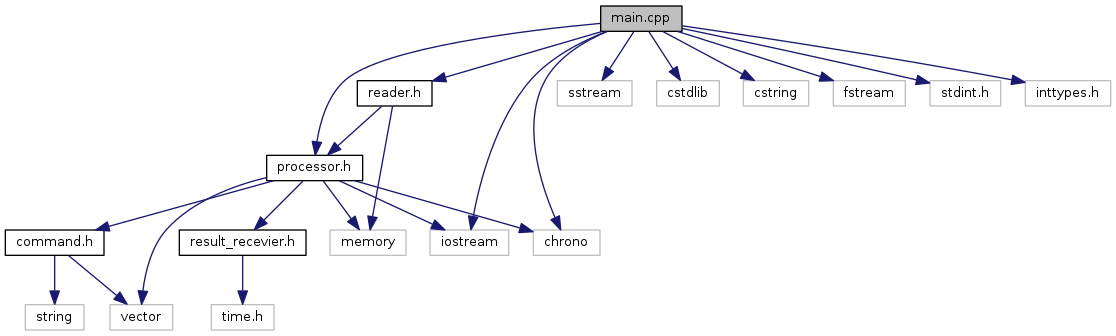 main.cpp
reader.h
sstream
cstdlib
cstring
fstream
stdint.h
inttypes.h
processor.h
command.h
result_recevier.h
memory
iostream
chrono
string
vector
time.h